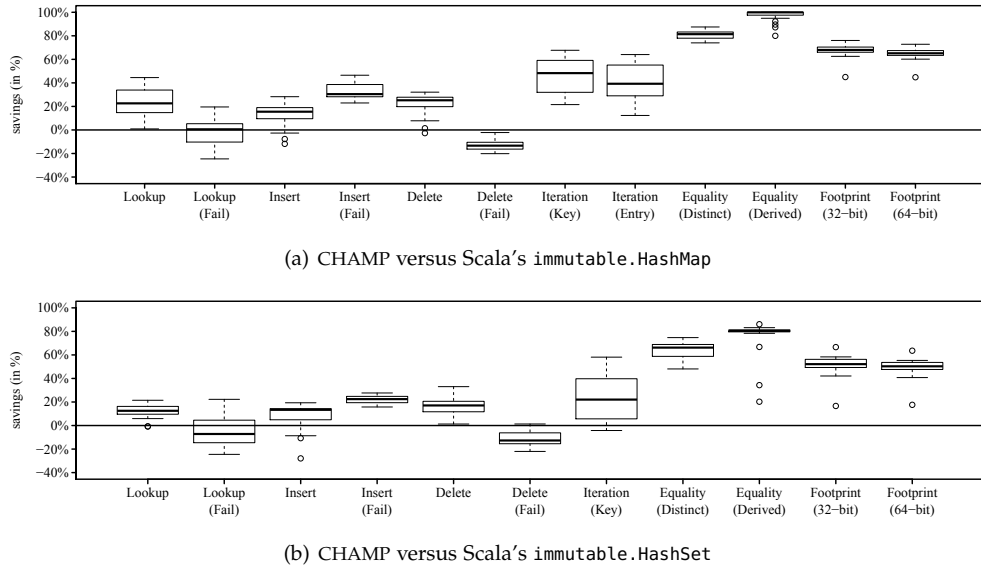 100%
80%
60%
40%
20%
0%
−20%
−40%
savings (in %)
Lookup Lookup (Fail) Insert Insert (Fail) Delete Delete (Fail) Iteration (Key) Iteration (Entry) Equality (Distinct) Equality (Derived) Footprint (32−bit) Footprint (64−bit)
(a) CHAMP versus Scala's immutable.HashMap
100%
80%
60%
40%
20%
0%
−20%
−40%
savings (in %)
Lookup Lookup (Fail) Insert Insert (Fail) Delete Delete (Fail) Iteration (Key) Equality (Distinct) Equality (Derived) Footprint (32−bit) Footprint (64−bit)
(b) CHAMP versus Scala's immutable.HashSet